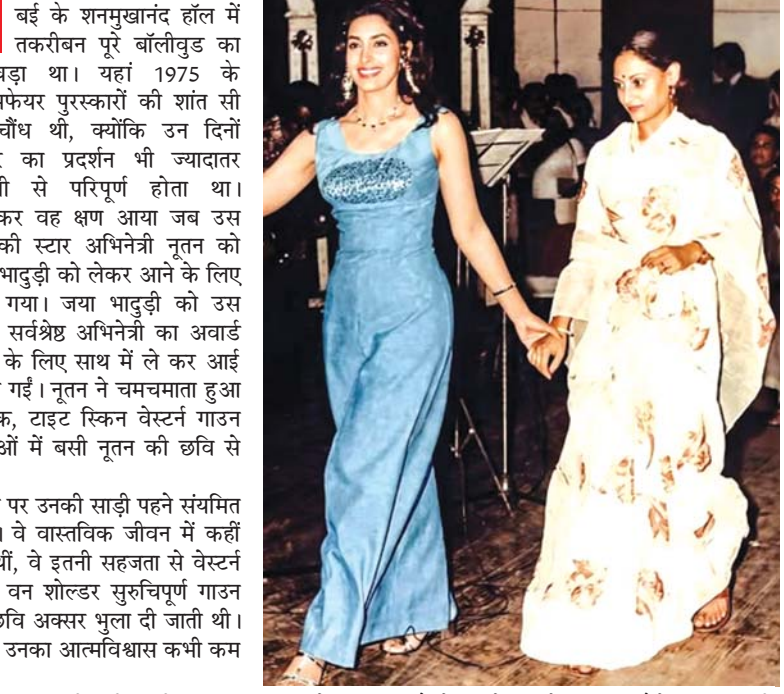 बई के शनमुखानंद हॉल में
तकरीबन पूरे बॉलीवुड का
था। यहां 1975 के
पुरस्कारों की शांत सी
चौंध थी, क्योंकि उन दिनों
का प्रदर्शन भी ज्यादातर
से परिपूर्ण होता था।
कर वह क्षण आया जब उस
की स्टार अभिनेत्री नूतन को
भादुड़ी को लेकर आने के लिए
गया। जया भादुड़ी को उस
सर्वश्रेष्ठ अभिनेत्री का अवार्ड
के लिए साथ में ले कर आई
गईं। नूतन ने चमचमाता हुआ
टाइट स्किन वेस्टर्न गाउन
में बसी नूतन की छवि से
पर उनकी साड़ी पहने संयमित
वे वास्तविक जीवन में कहीं
वे इतनी सहजता से वेस्टर्न
वन शोल्डर सुरुचिपूर्ण गाउन
अक्सर भुला दी जाती थी।
उनका आत्मविश्वास कभी कम